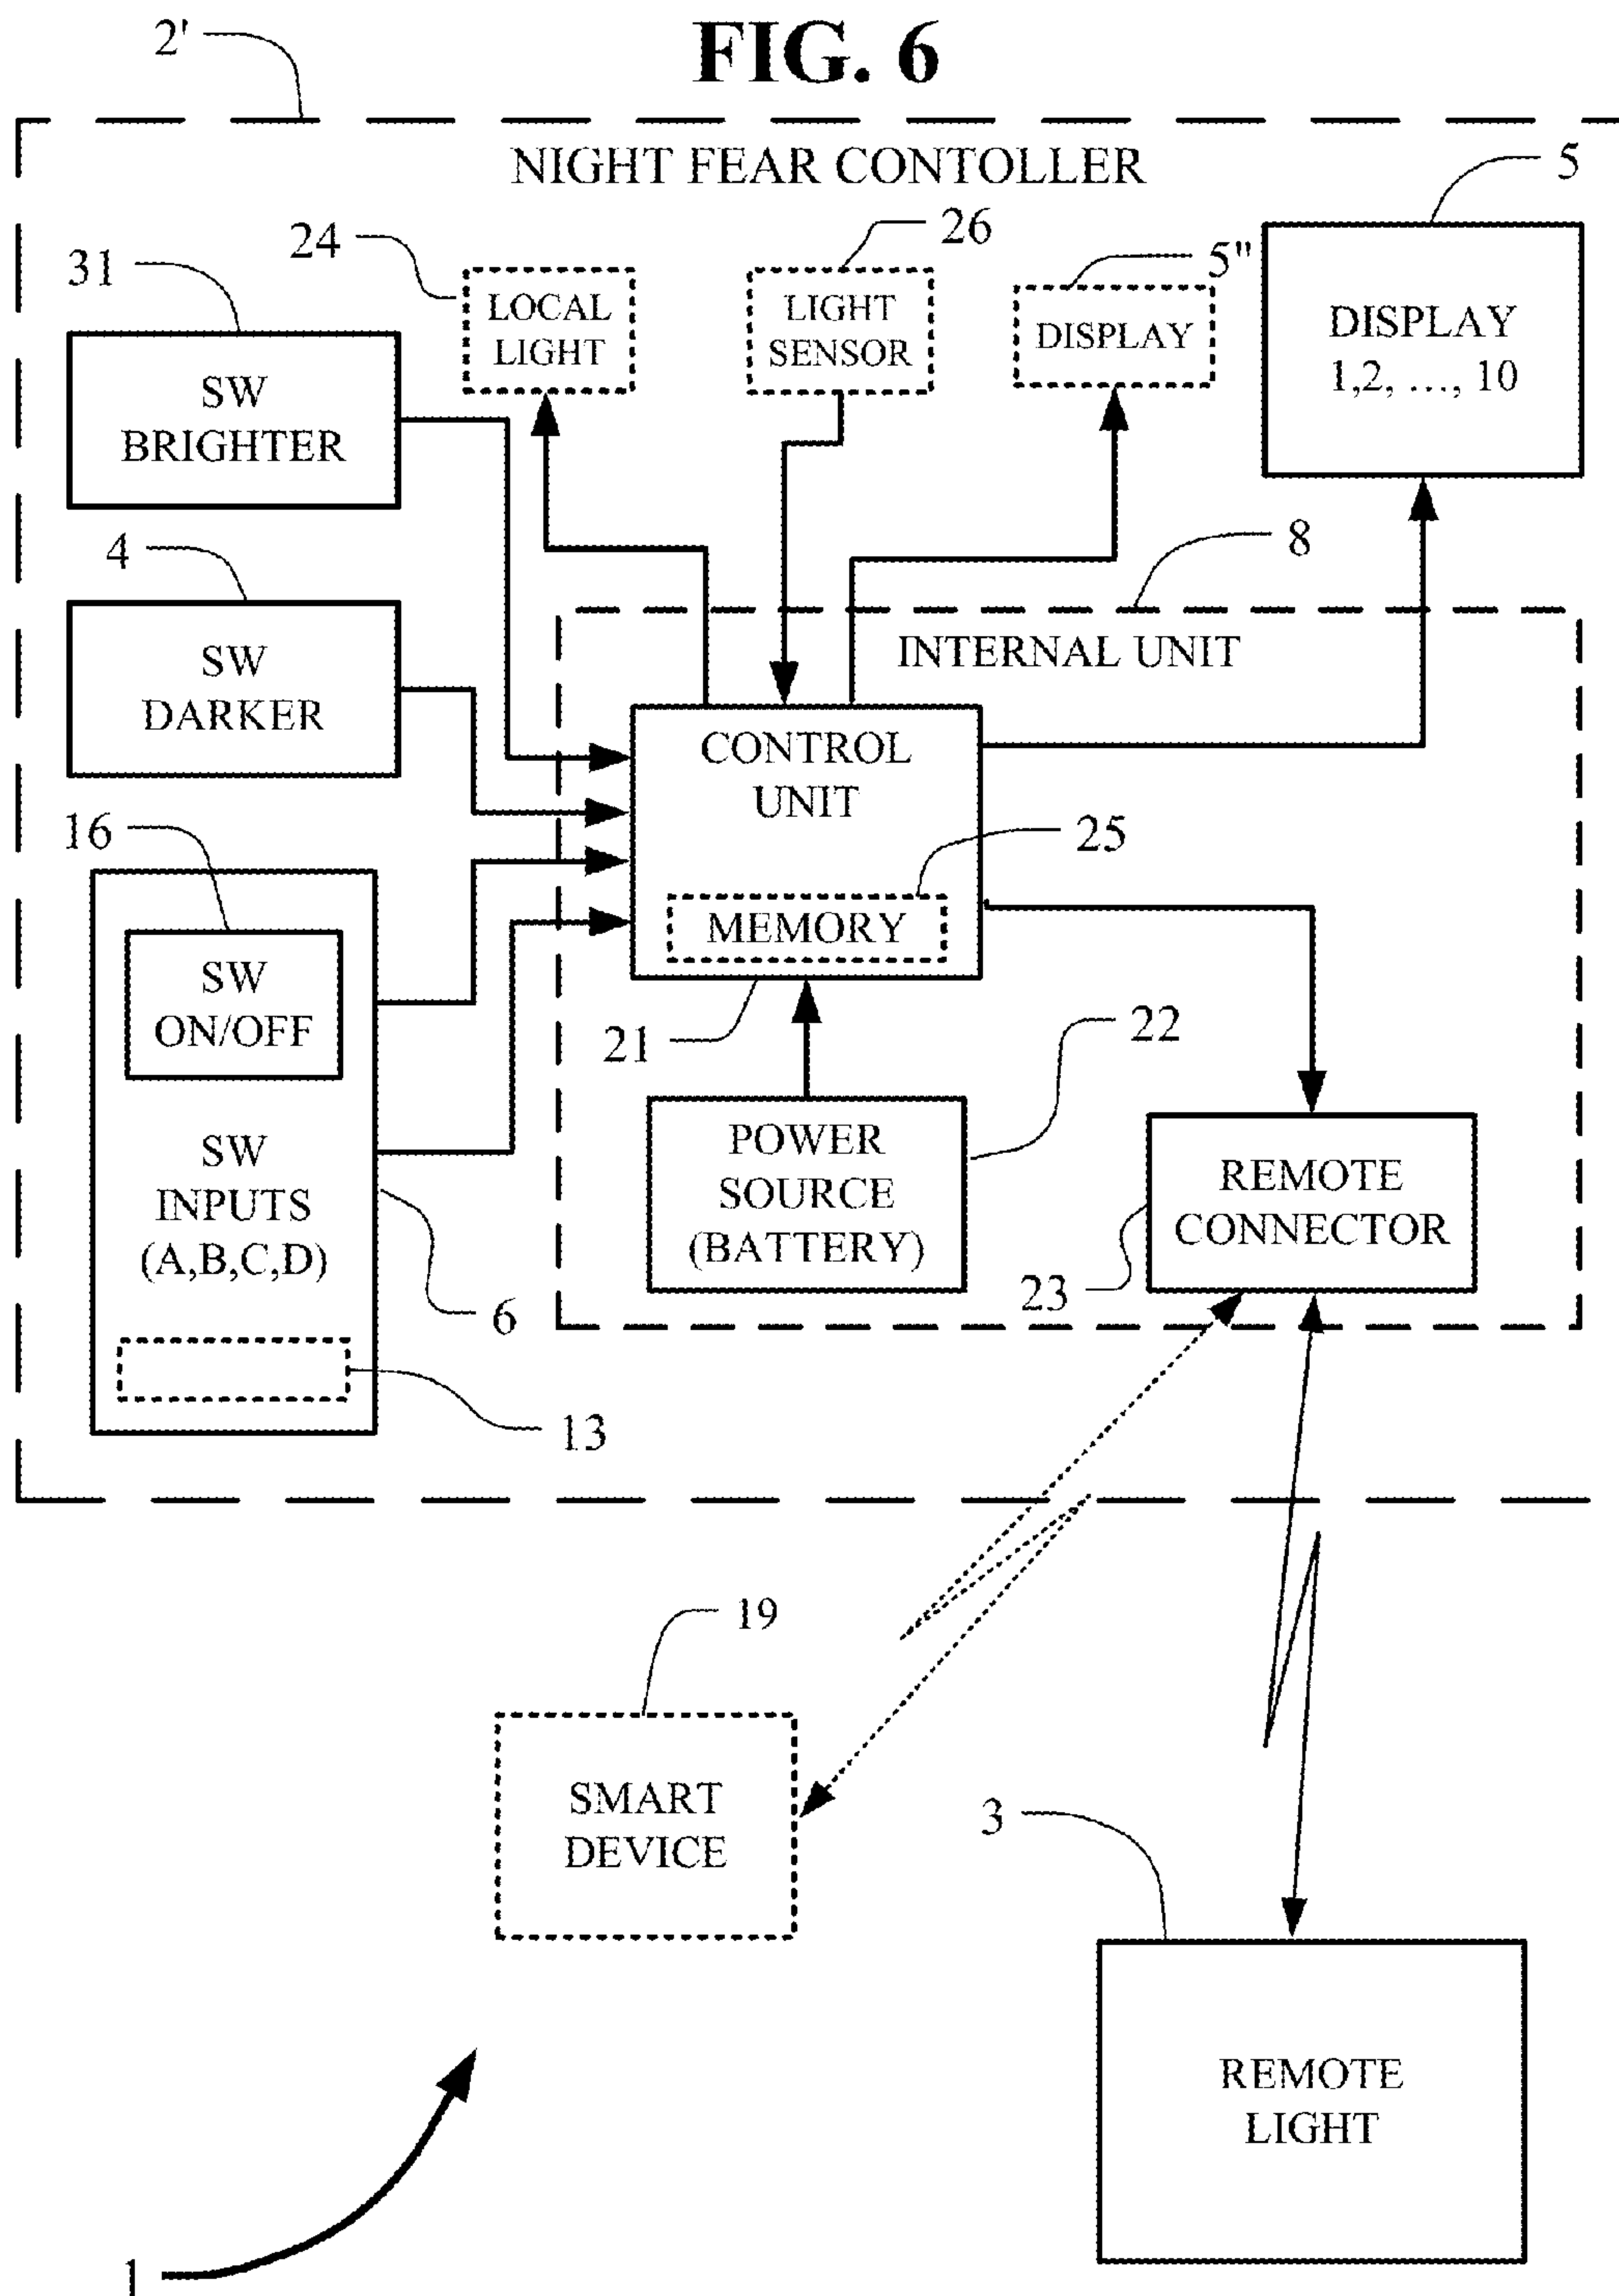 FIG. 6
2'
NIGHT FEAR CONTOLLER
5
24
26
5"
31
LOCAL
LIGHT
LIGHT
SENSOR
DISPLAY
DISPLAY
1,2, ..., 10
SW
BRIGHTER
4
8
SW
DARKER
INTERNAL UNIT
CONTROL
UNIT
16
25
MEMORY
SW
ON/OFF
21
22
SW
INPUTS
(A,B,C,D)
POWER
SOURCE
(BATTERY)
REMOTE
CONNECTOR
23
6
13
19
SMART
DEVICE
3
REMOTE
LIGHT
1